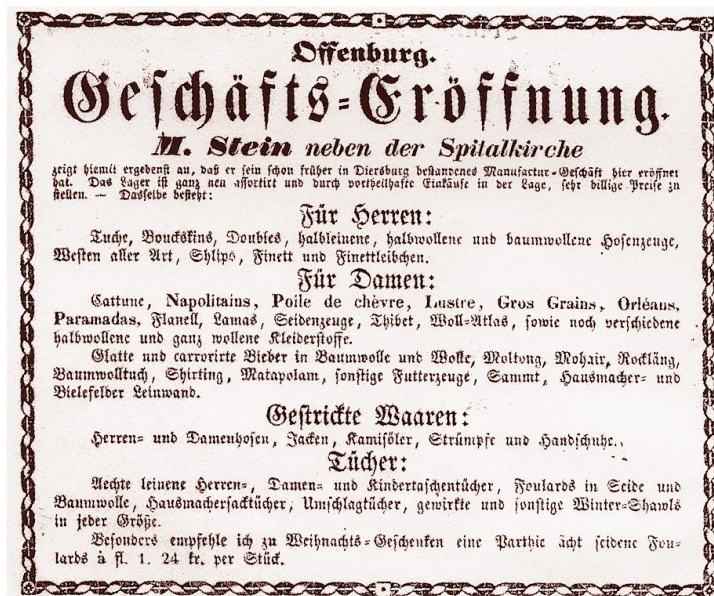 Offenburg.
Geschäfts-Eröffnung.
M. Stein neben der Spitalkirche
zeigt hiemit ergebenst an, daß er sein schon früher in Diersburg bestandenes Manufactur-Geschäft hier eröffnet
hat. Das Lager ist ganz neu assortirt und durch vortheilhafte Einkäufe in der Lage, sehr billige Preise zu
stellen. — Dasselbe besteht:
Für Herren:
Tuche, Bouckskins, Doubles, halbleinene, halbwollene und baumwollene Hosenzeuge,
Westen aller Art, Shlips, Finett und Finettleibchen.
Für Damen:
Cattune, Napolitains, Poile de chèvre, Lustre, Gros Grains, Orléans,
Paramadas, Flanell, Lamas, Seidenzeuge, Thibet, Woll-Atlas, sowie noch verschiedene
halbwollene und ganz wollene Kleiderstoffe.
Glatte und carrorirte Bieber in Baumwolle und Wolle, Moltong, Mohair, Rockläng,
Baumwolltuch, Shirting, Matapolam, sonstige Futterzeuge, Sammt, Hausmacher- und
Bielefelder Leinwand.
Gestrickte Waaren:
Herren- und Damenhosen, Jacken, Kamisöler, Strümpfe und Handschuhe.
Tücher:
Aechte leinene Herren-, Damen- und Kindertaschentücher, Foulards in Seide und
Baumwolle, Hausmachersacktücher, Umschlagtücher, gewirkte und sonstige Winter-Shawls
in jeder Größe.
Besonders empfehle ich zu Weihnachts-Geschenken eine Parthie ächt seidene Fou-
lards à fl. 1. 24 kr. per Stück.